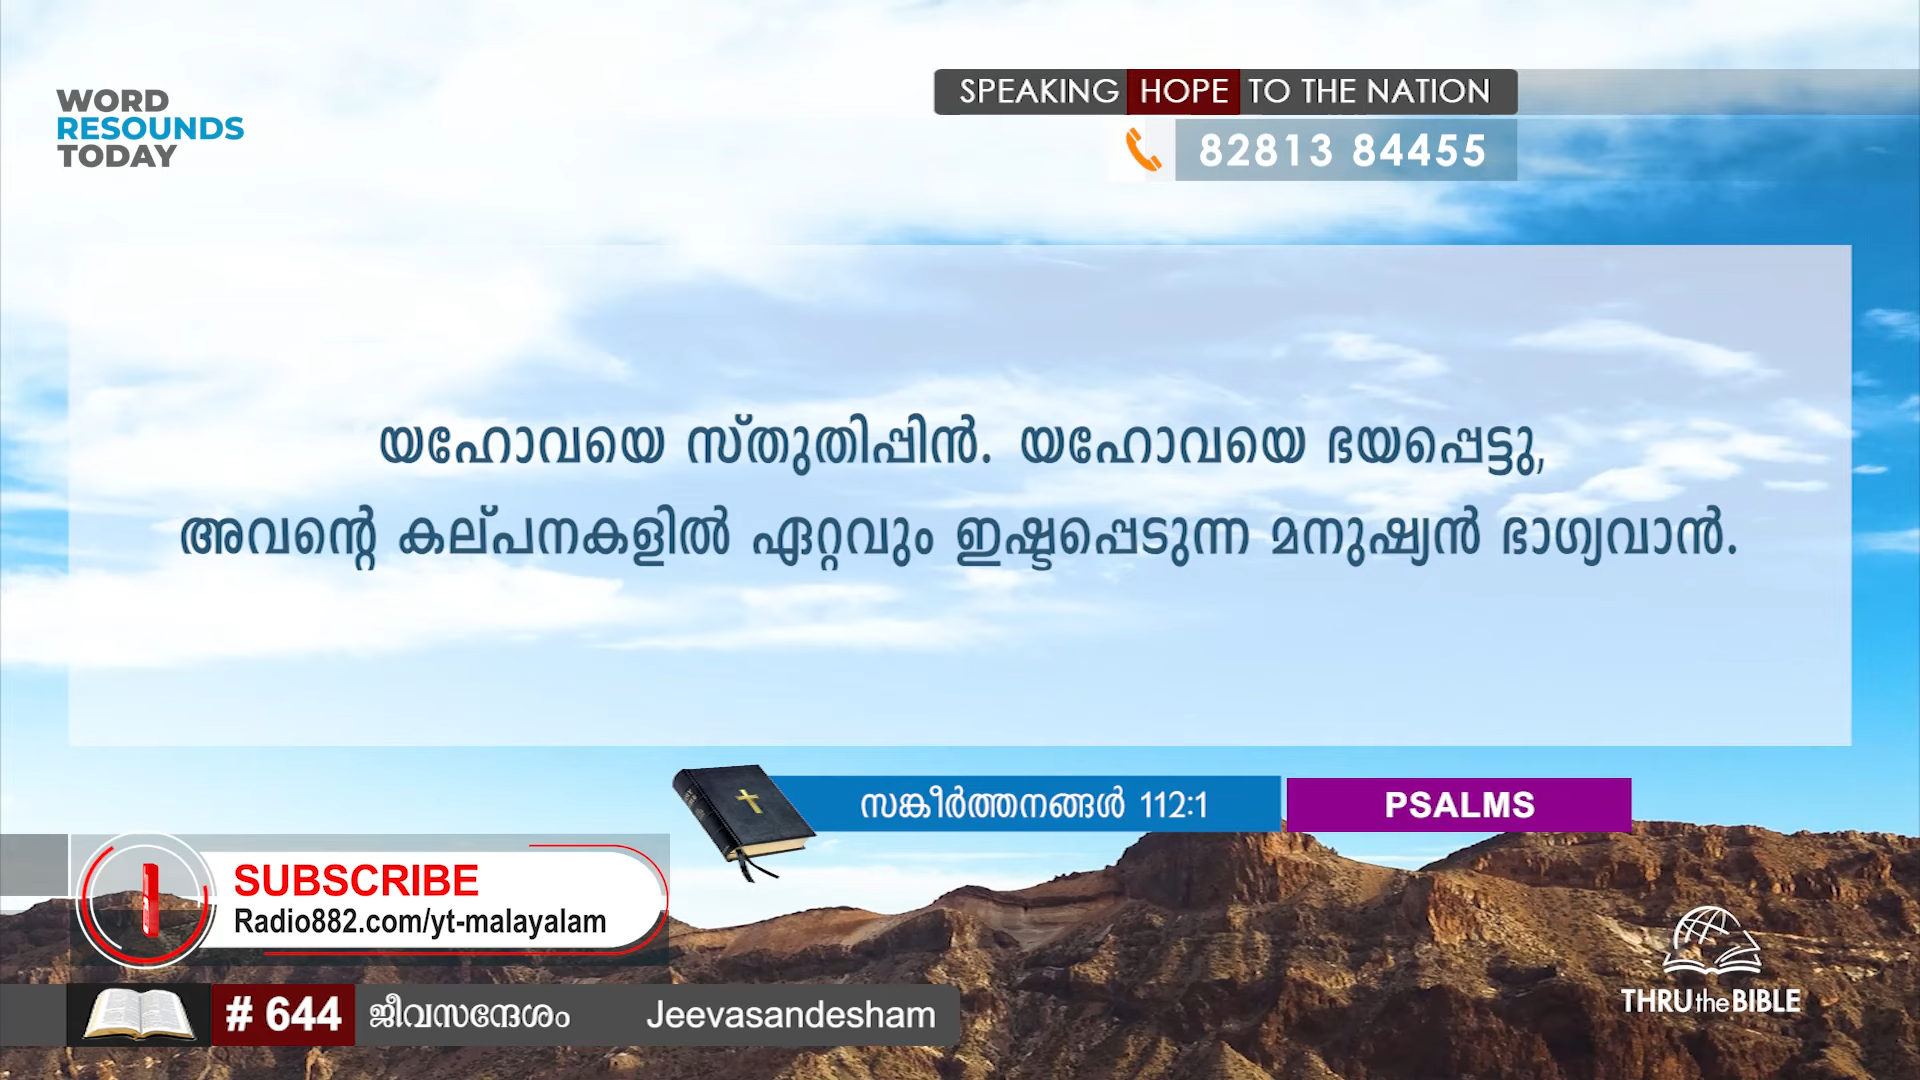 WORD
RESOUNDS
TODAY
SPEAKING HOPE TO THE NATION
82813 84455
യഹോവയെ സ്തുതിപ്പിൻ. യഹോവയെ ഭയപ്പെട്ടു,
അവന്റെ കല്പനകളിൽ ഏറ്റവും ഇഷ്ടപ്പെടുന്ന മനുഷ്യൻ ഭാഗ്യവാൻ.
സങ്കീർത്തനങ്ങൾ 112:1
PSALMS
SUBSCRIBE
Radio882.com/yt-malayalam
# 644 ജീവസന്ദേശം Jeevasandesham
THRU the BIBLE